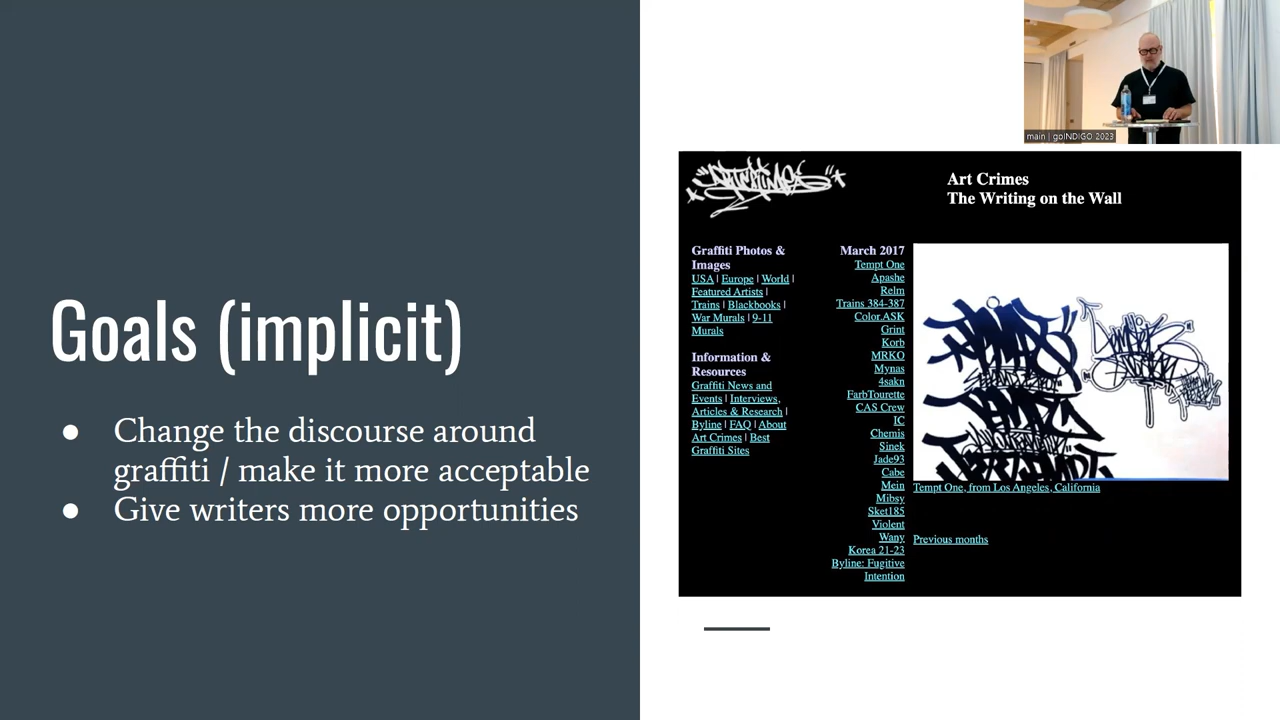 Goals (implicit)
● Change the discourse around
graffiti / make it more acceptable
● Give writers more opportunities
main | goINDIGO 2023
Art Crimes
The Writing on the Wall
Graffiti Photos &
Images
USA | Europe | World |
Featured Artists |
Trains | Blackbooks |
War Murals | 9-11
Murals
Information &
Resources
Graffiti News and
Events | Interviews,
Articles & Research |
Byline | FAQ | About
Art Crimes | Best
Graffiti Sites
March 2017
Tempt One
Apashe
Relm
Trains 384-387
Color.ASK
Grint
Korb
MRKO
Mynas
4sakn
FarbTourette
CAS Crew
IC
Chemis
Sinek
Jade93
Cabe
Mein
Mibsy
Sket185
Violent
Wany
Korea 21-23
Byline: Fugitive
Intention
Tempt One, from Los Angeles, California
Previous months